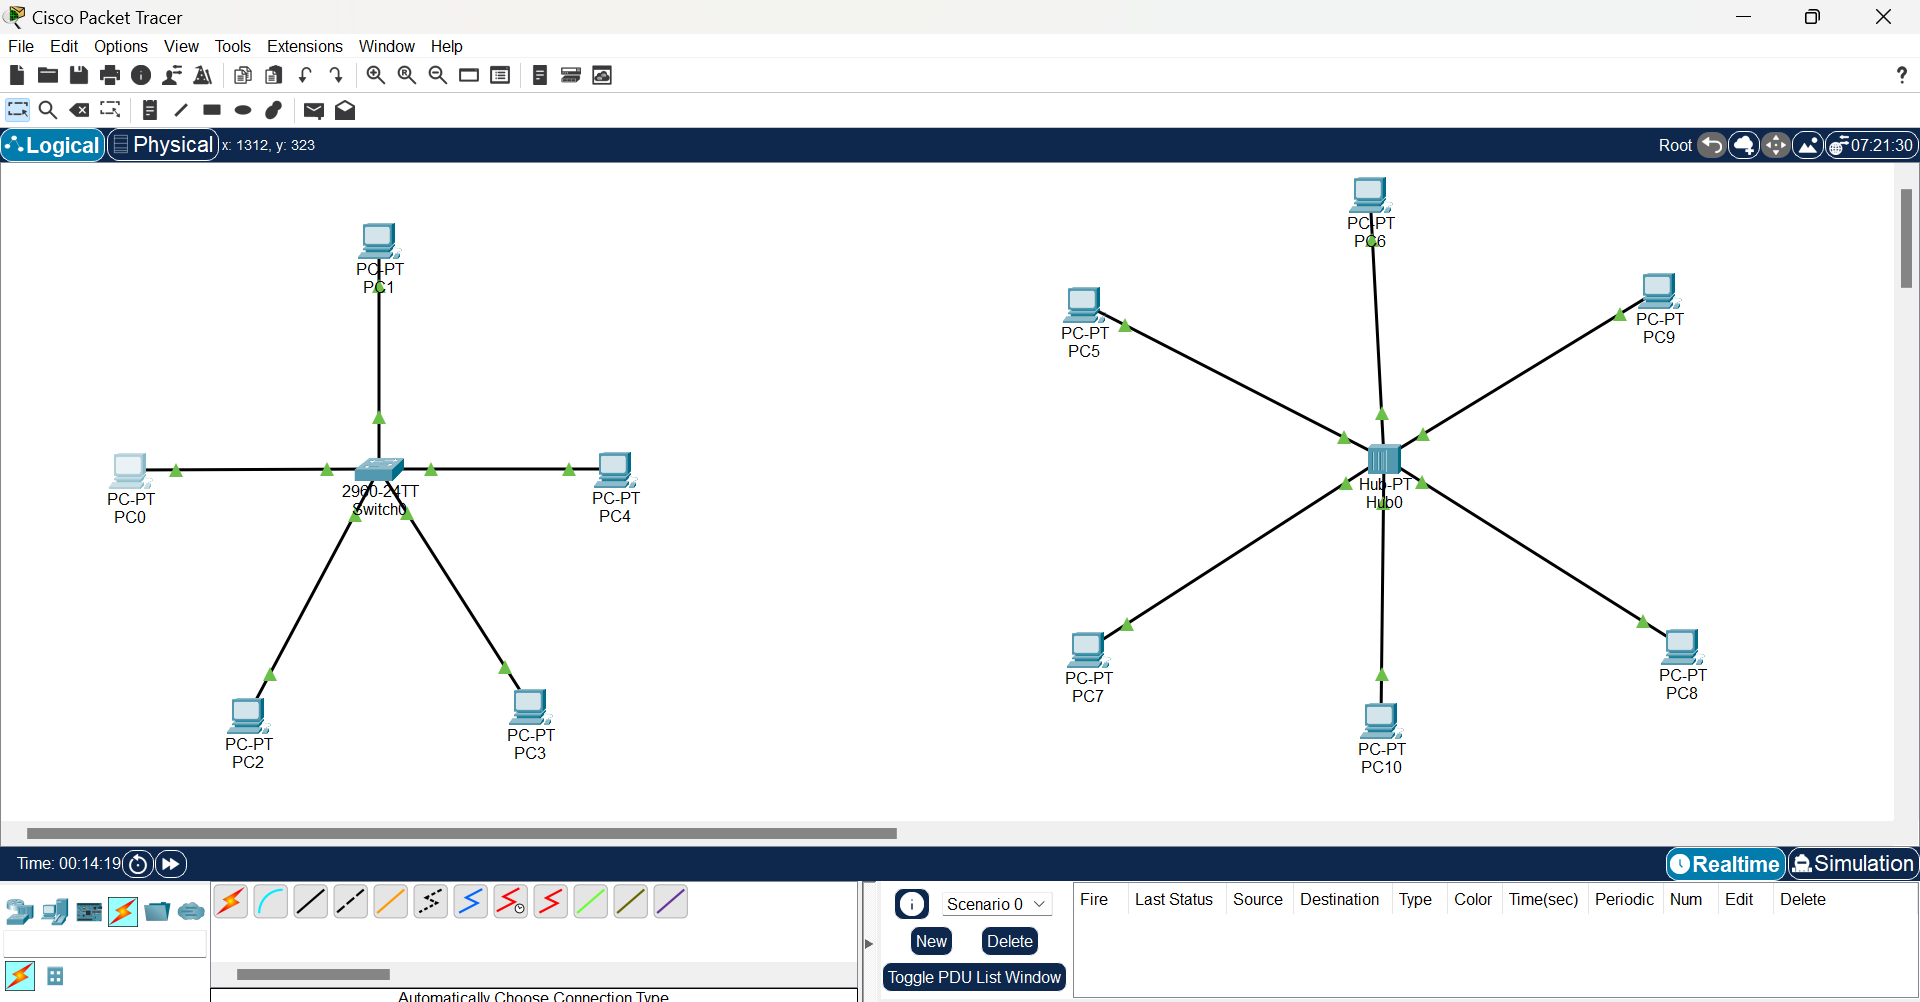 Cisco Packet Tracer
File Edit Options View Tools Extensions Window Help
?
Logical Physical x: 1312, y: 323 Root 07:21:30
PC-PT
PC6
PC-PT
PC1
PC-PT
PC9
PC-PT
PC5
PC-PT
PC0
2960-24TT
Switch0
PC-PT
PC4
Hub-PT
Hub0
PC-PT
PC7
PC-PT
PC8
PC-PT
PC2
PC-PT
PC3
PC-PT
PC10
Time: 00:14:19 Realtime Simulation
Scenario 0
New Delete
Toggle PDU List Window
Fire Last Status Source Destination Type Color Time(sec) Periodic Num Edit Delete
Automatically Choose Connection Type